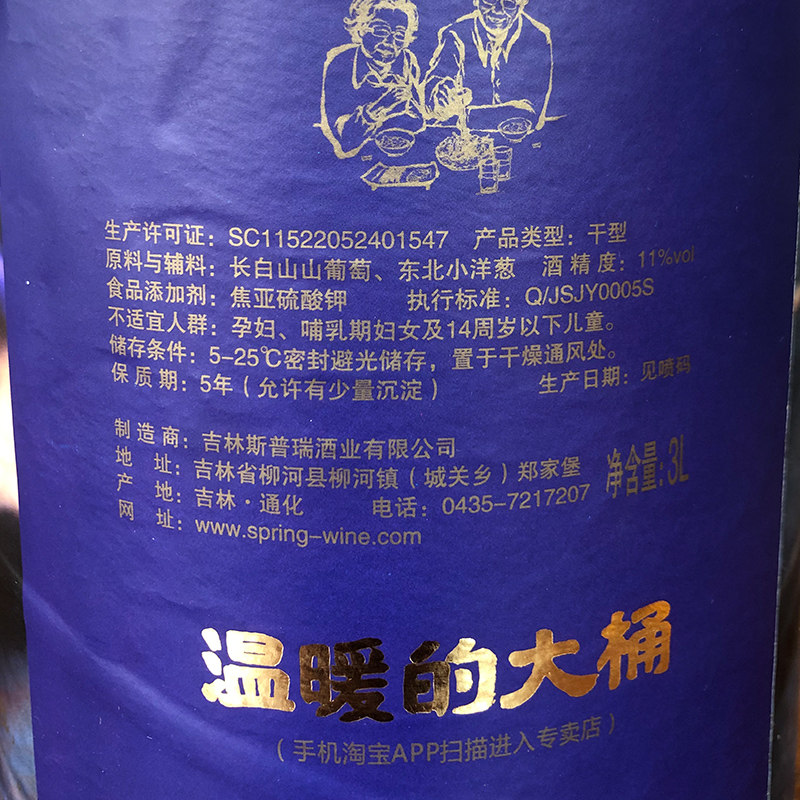 生产许可证：SC11522052401547 产品类型：干型
原料与辅料：长白山山葡萄、东北小洋葱 酒精度：11%vol
食品添加剂：焦亚硫酸钾 执行标准：Q/JSJY0005S
不适宜人群：孕妇、哺乳期妇女及14周岁以下儿童。
储存条件：5-25℃密封避光储存，置于干燥通风处。
保质期：5年（允许有少量沉淀） 生产日期：见喷码
制造商：吉林斯普瑞酒业有限公司
地址：吉林省柳河县柳河镇（城关乡）郑家堡 净含量：3L
产地：吉林·通化 电话：0435-7217207
网址：www.spring-wine.com
温暖的大桶
（手机淘宝APP扫描进入专卖店）